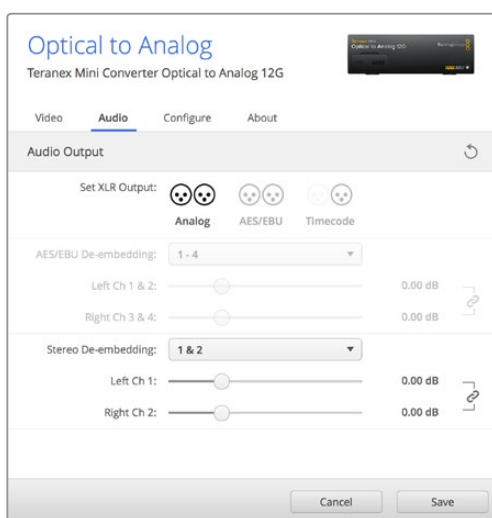 Optical to Analog
Teranex Mini Converter Optical to Analog 12G
Video Audio Configure About
Audio Output
Set XLR Output:
Analog AES/EBU Timecode
AES/EBU De-embedding: 1 - 4
Left Ch 1 & 2: 0.00 dB
Right Ch 3 & 4: 0.00 dB
Stereo De-embedding: 1 & 2
Left Ch 1: 0.00 dB
Right Ch 2: 0.00 dB
Cancel Save